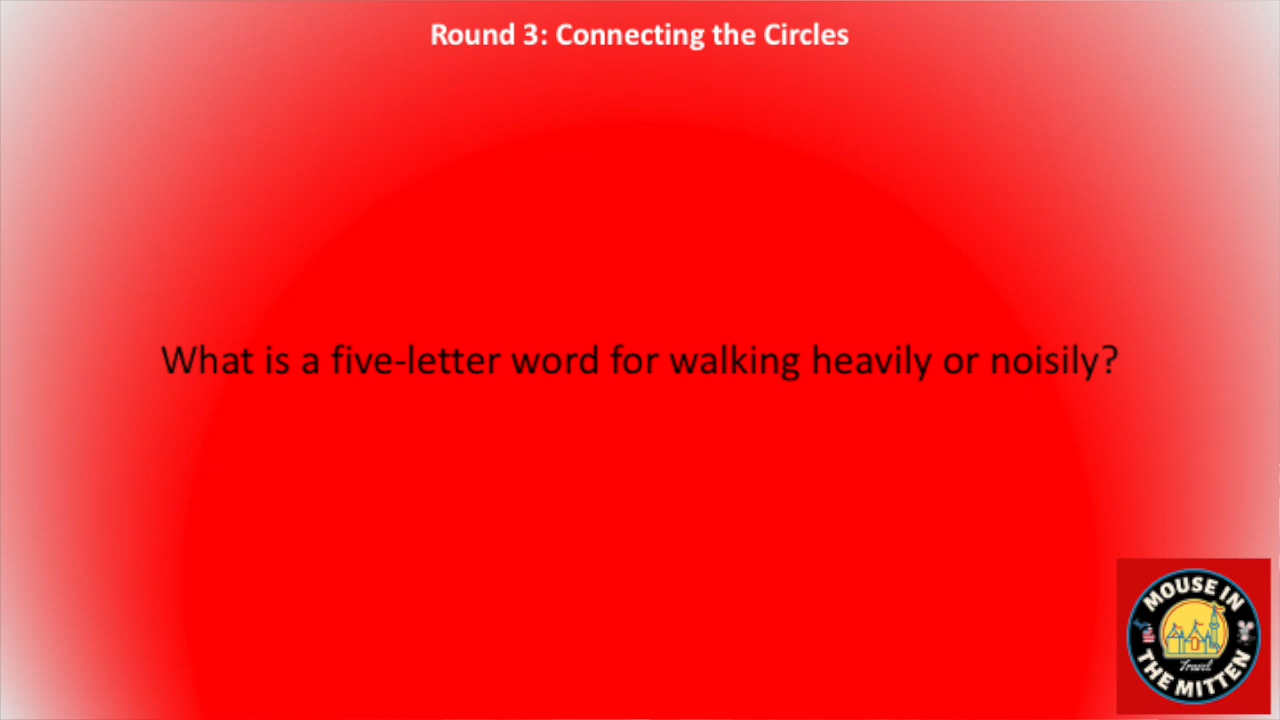 Round 3: Connecting the Circles
What is a five-letter word for walking heavily or noisily?
MOUSE IN
Travel
THE MITTEN